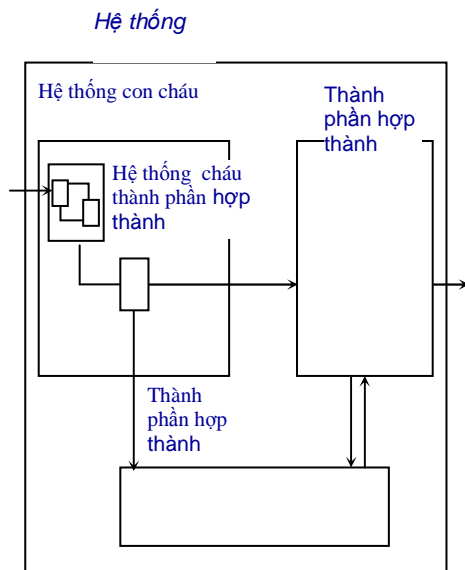 Hệ thống
Hệ thống con cháu
Thành
phần hợp
thành
Hệ thống cháu
thành phần hợp
thành
Thành
phần hợp
thành